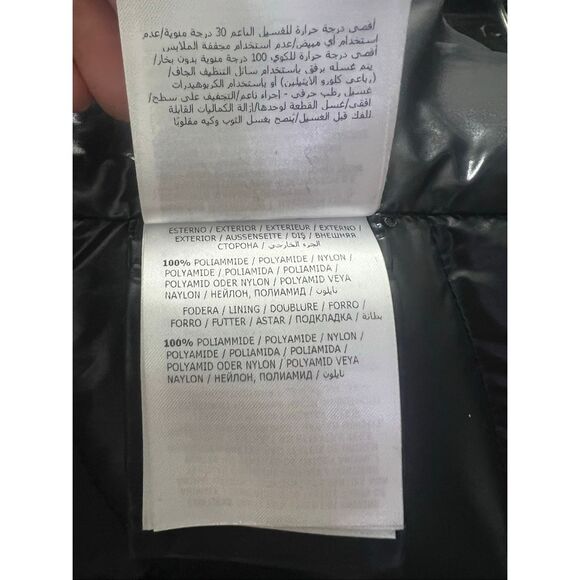 أقصى درجة حرارة للغسيل الناعم 30 درجة مئوية/عدم
استخدام أي مبيض/عدم استخدام مجففة الملابس
أقصى درجة حرارة للكوي 100 درجة مئوية بدون بخار/
يتم غسله برفق باستخدام سائل التنظيف الجاف/
(رباعي كلورو الايثيلين) أو باستخدام الكربوهيدرات
غسيل رطب حرفي - إجراء ناعم/التجفيف على سطح/
افقي/غسل القطعة لوحدها/إزالة الكماليات القابلة
للفك قبل الغسيل/يُنصح بغسل الثوب وكيه مقلوبًا
ESTERNO / EXTERIOR / EXTERIEUR / EXTERNO /
EXTERIOR / AUSSENSEITE / DIŞ / ВНЕШНЯЯ
СТОРОНА / الجزء الخارجي
100% POLIAMMIDE / POLYAMIDE / NYLON /
POLYAMIDE / POLIAMIDA / POLIAMIDA /
POLYAMID ODER NYLON / POLYAMID VEYA
NAYLON / НЕЙЛОН, ПОЛИАМИД / نايلون
FODERA / LINING / DOUBLURE / FORRO /
FORRO / FUTTER / ASTAR / ПОДКЛАДКА / بطانة
100% POLIAMMIDE / POLYAMIDE / NYLON /
POLYAMIDE / POLIAMIDA / POLIAMIDA /
POLYAMID ODER NYLON / POLYAMID VEYA
NAYLON / НЕЙЛОН, ПОЛИАМИД / نايلون